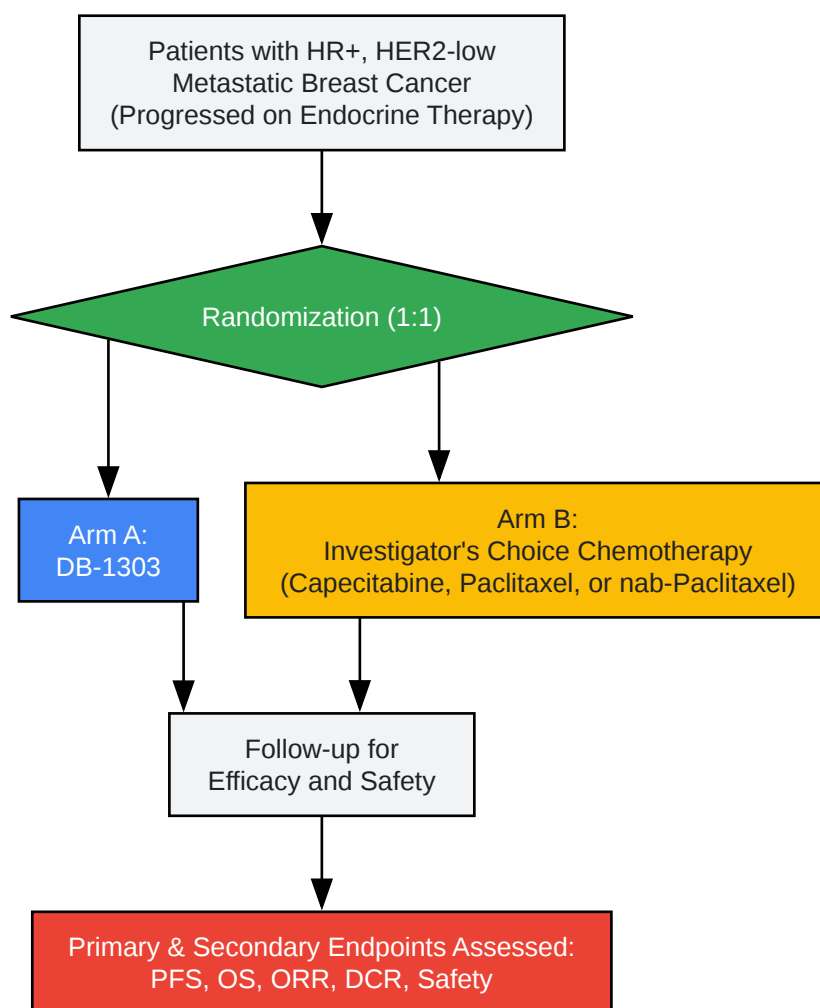 Patients with HR+, HER2-low
Metastatic Breast Cancer
(Progressed on Endocrine Therapy)
Randomization (1:1)
Arm A:
DB-1303
Arm B:
Investigator's Choice Chemotherapy
(Capecitabine, Paclitaxel, or nab-Paclitaxel)
Follow-up for
Efficacy and Safety
Primary & Secondary Endpoints Assessed:
PFS, OS, ORR, DCR, Safety